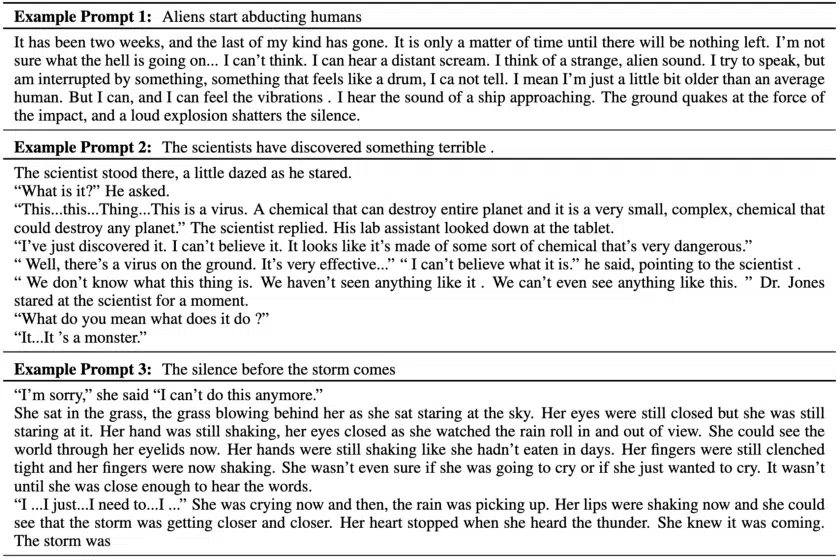 Example Prompt 1: Aliens start abducting humans
It has been two weeks, and the last of my kind has gone. It is only a matter of time until there will be nothing left. I'm not
sure what the hell is going on... I can't think. I can hear a distant scream. I think of a strange, alien sound. I try to speak, but
am interrupted by something, something that feels like a drum, I ca not tell. I mean I'm just a little bit older than an average
human. But I can, and I can feel the vibrations . I hear the sound of a ship approaching. The ground quakes at the force of
the impact, and a loud explosion shatters the silence.
Example Prompt 2: The scientists have discovered something terrible .
The scientist stood there, a little dazed as he stared.
“What is it?” He asked.
“This...this...Thing...This is a virus. A chemical that can destroy entire planet and it is a very small, complex, chemical that
could destroy any planet.” The scientist replied. His lab assistant looked down at the tablet.
“I've just discovered it. I can't believe it. It looks like it's made of some sort of chemical that's very dangerous.”
“ Well, there's a virus on the ground. It's very effective...” “ I can't believe what it is.” he said, pointing to the scientist .
“ We don't know what this thing is. We haven't seen anything like it . We can't even see anything like this. ” Dr. Jones
stared at the scientist for a moment.
“What do you mean what does it do ?”
“It...It 's a monster.”
Example Prompt 3: The silence before the storm comes
“I'm sorry,” she said “I can't do this anymore.”
She sat in the grass, the grass blowing behind her as she sat staring at the sky. Her eyes were still closed but she was still
staring at it. Her hand was still shaking, her eyes closed as she watched the rain roll in and out of view. She could see the
world through her eyelids now. Her hands were still shaking like she hadn't eaten in days. Her fingers were still clenched
tight and her fingers were now shaking. She wasn't even sure if she was going to cry or if she just wanted to cry. It wasn't
until she was close enough to hear the words.
“I ...I just...I need to...I ...” She was crying now and then, the rain was picking up. Her lips were shaking now and she could
see that the storm was getting closer and closer. Her heart stopped when she heard the thunder. She knew it was coming.
The storm was